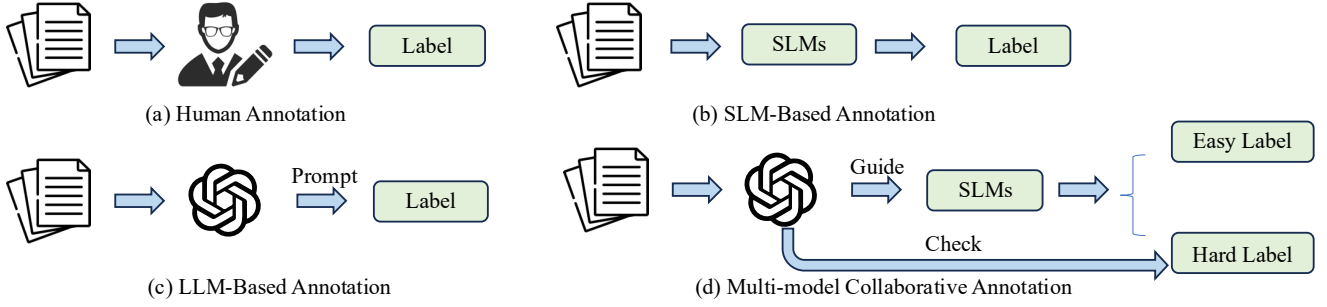 Label
(a) Human Annotation
SLMs
Label
(b) SLM-Based Annotation
Prompt
Label
(c) LLM-Based Annotation
Guide
SLMs
Easy Label
Check
Hard Label
(d) Multi-model Collaborative Annotation